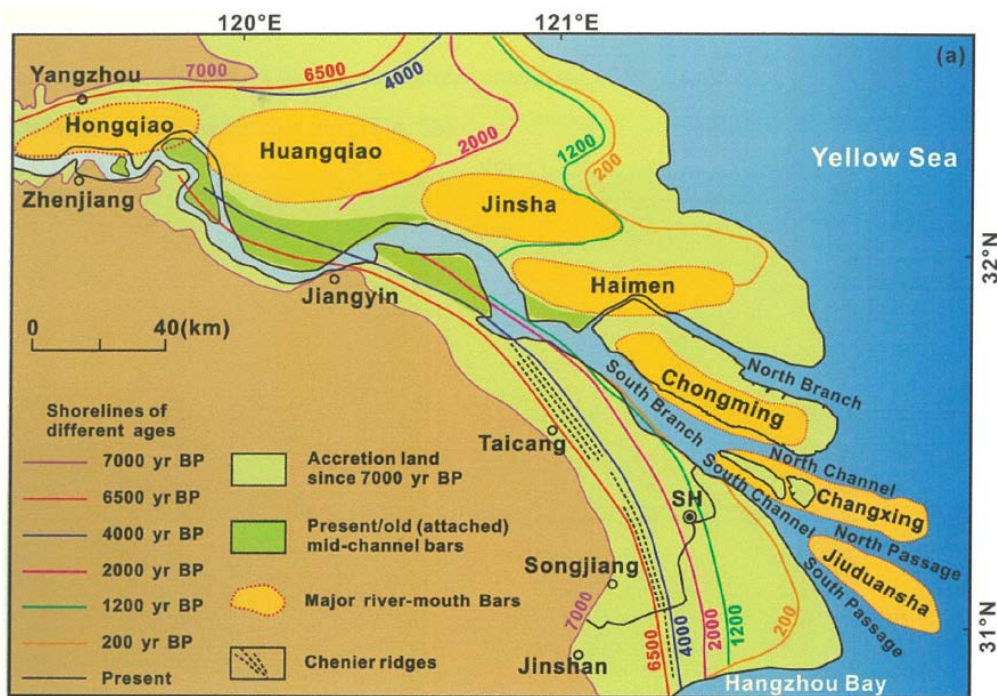 120°E
121°E
(a)
Yangzhou
7000
6500
4000
Hongqiao
Huangqiao
2000
1200
200
Yellow Sea
Zhenjiang
Jinsha
32°N
Jiangyin
Haimen
0 40(km)
North Branch
South Branch
Chongming
Shorelines of
different ages
7000 yr BP
6500 yr BP
4000 yr BP
2000 yr BP
1200 yr BP
200 yr BP
Present
Accretion land
since 7000 yr BP
Present/old (attached)
mid-channel bars
Major river-mouth Bars
Chenier ridges
Taicang
SH
North Channel
South Channel
Changxing
North Passage
Jiuduansha
South Passage
Songjiang
7000
6500
4000
2000
1200
200
31°N
Jinshan
Hangzhou Bay